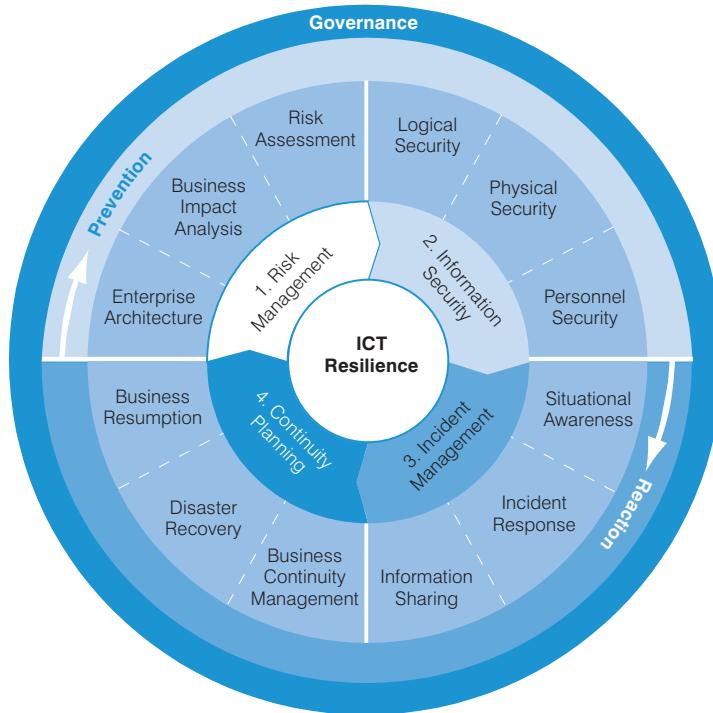 Governance
Prevention
Risk
Assessment
Logical
Security
Business
Impact
Analysis
Physical
Security
Enterprise
Architecture
Personnel
Security
1. Risk
Management
2. Information
Security
ICT
Resilience
4. Continuity
Planning
3. Incident
Management
Business
Resumption
Situational
Awareness
Disaster
Recovery
Incident
Response
Business
Continuity
Management
Information
Sharing
Reaction